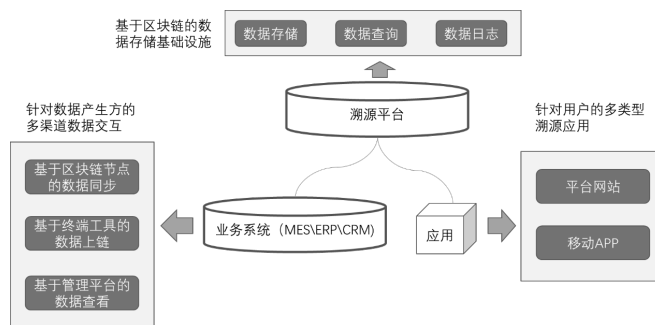 基于区块链的数
据存储基础设施
数据存储
数据查询
数据日志
溯源平台
针对数据产生方的
多渠道数据交互
基于区块链节点
的数据同步
基于终端工具的
数据上链
基于管理平台的
数据查看
业务系统（MES\ERP\CRM)
应用
针对用户的多类型
溯源应用
平台网站
移动APP